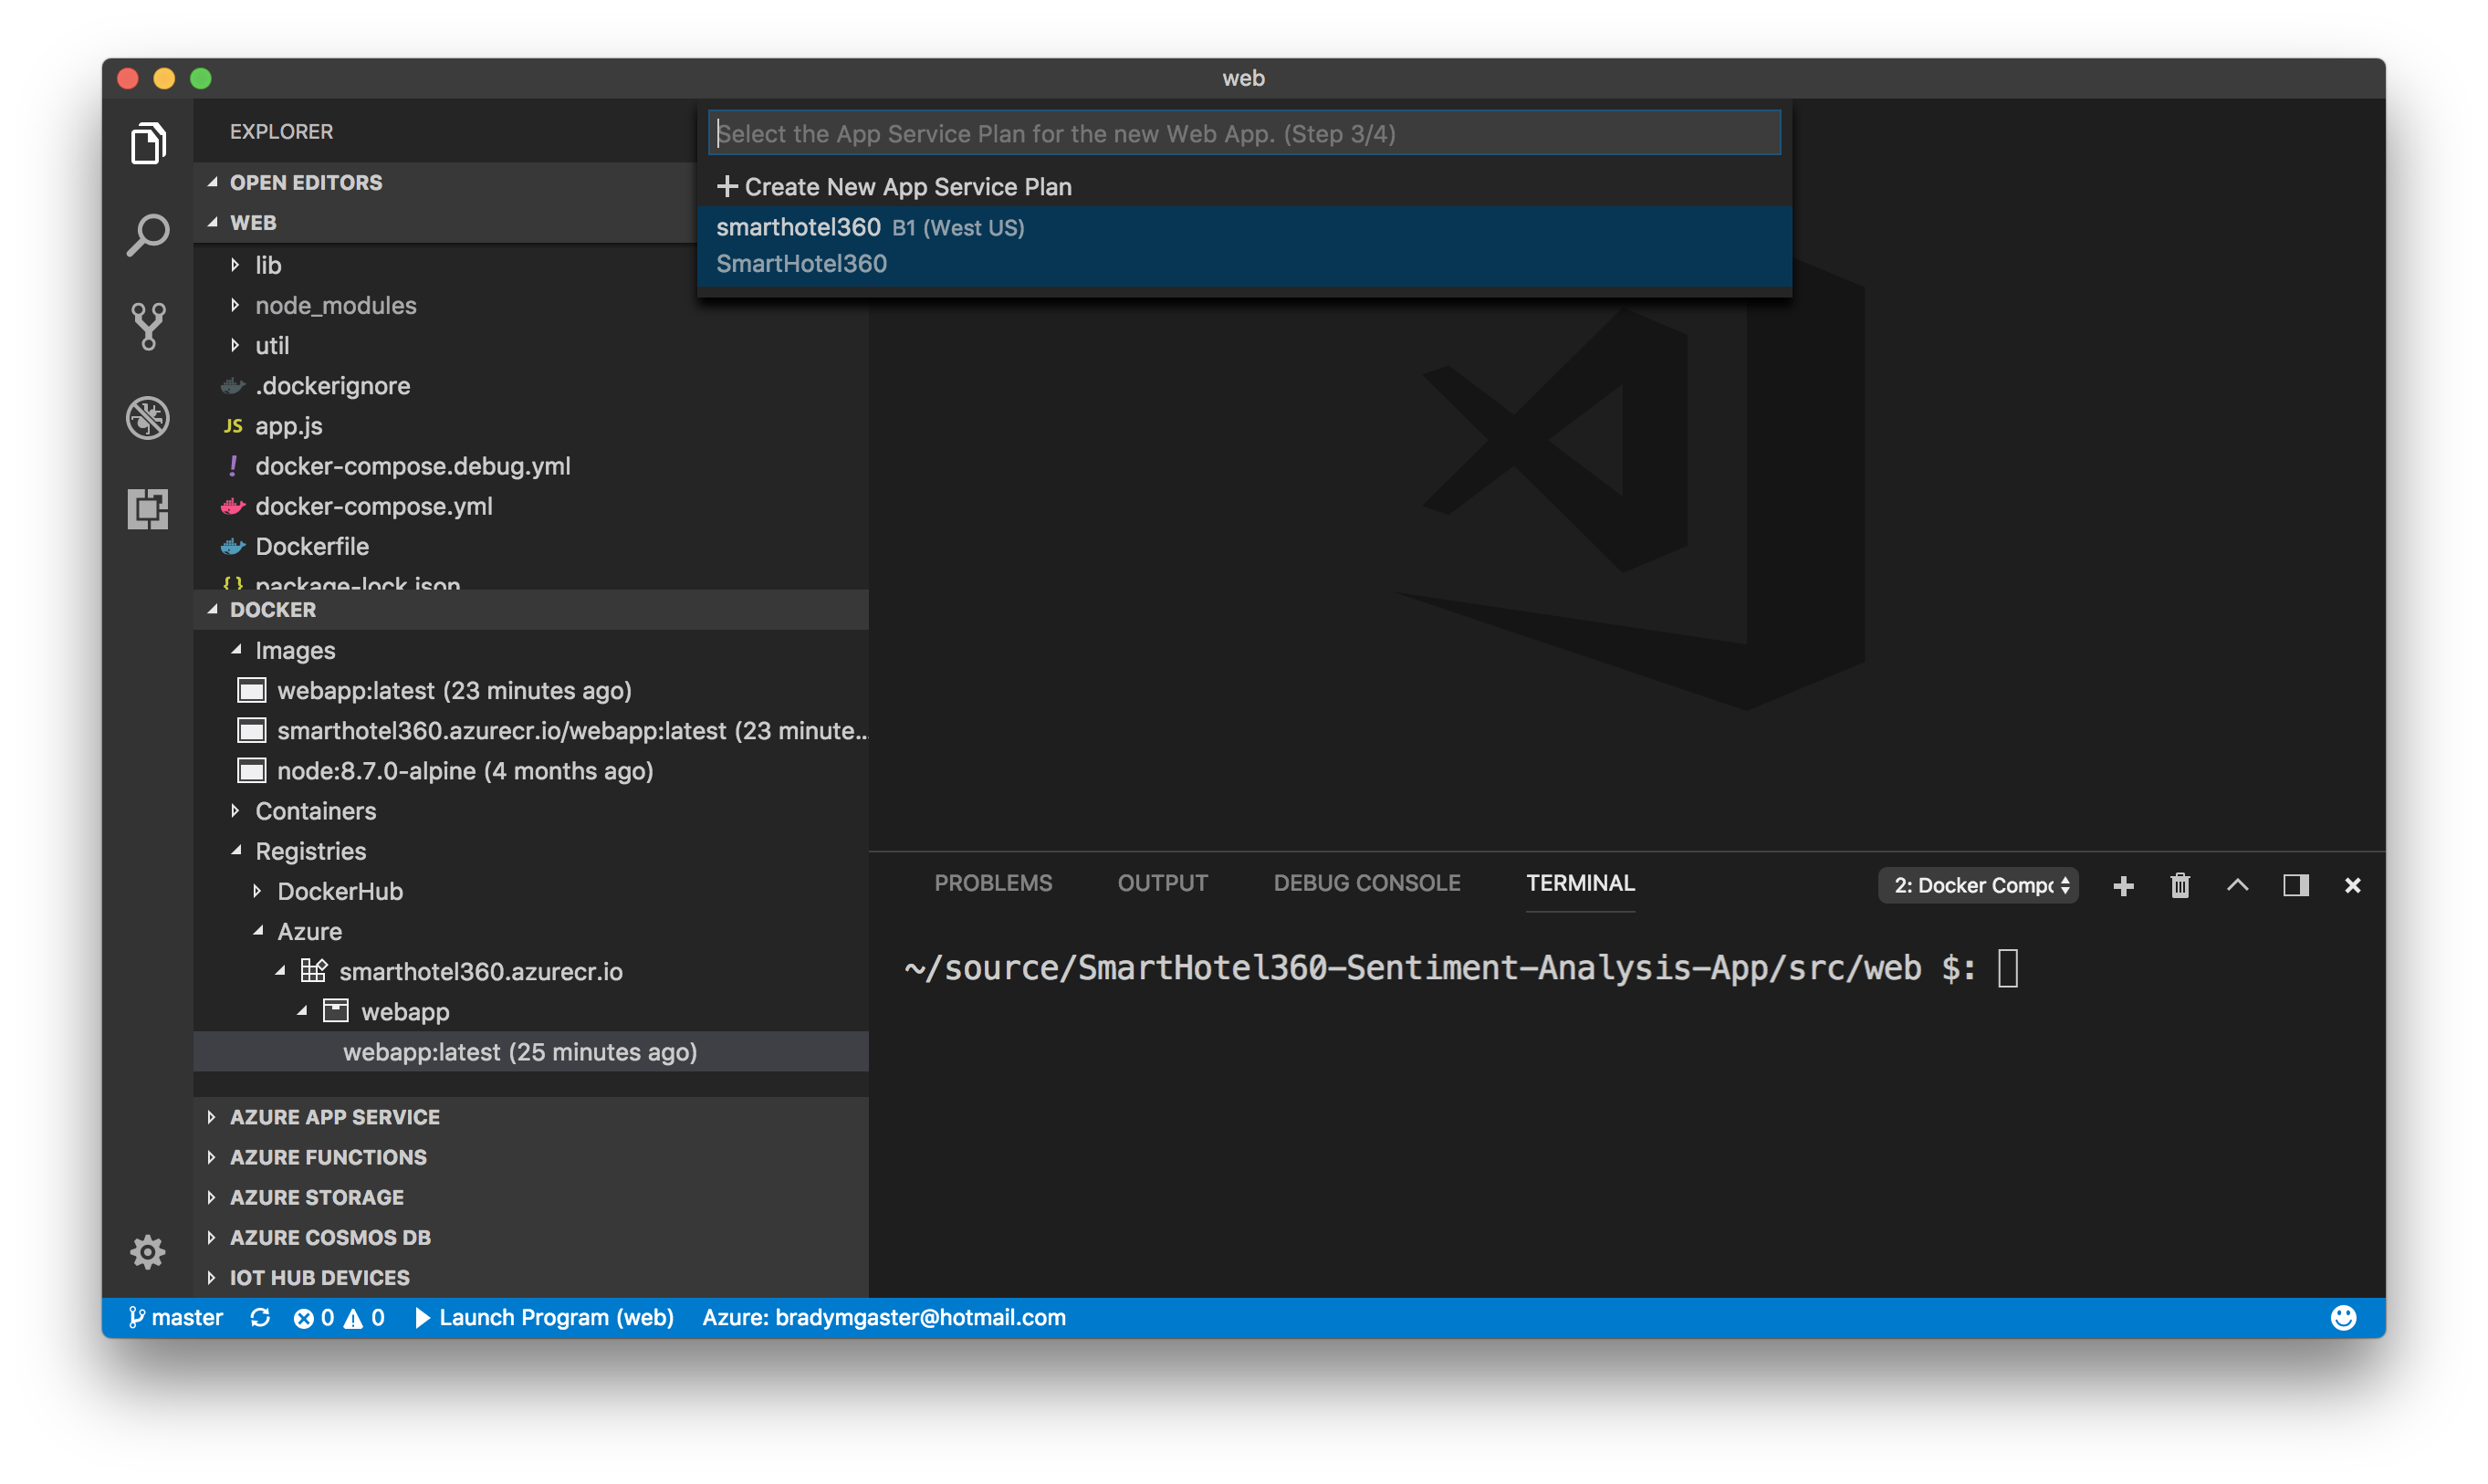 web
EXPLORER
Select the App Service Plan for the new Web App. (Step 3/4)
Create New App Service Plan
smarthotel360 B1 (West US)
SmartHotel360
OPEN EDITORS
WEB
lib
node_modules
util
.dockerignore
JS app.js
! docker-compose.debug.yml
docker-compose.yml
Dockerfile
{} package-lock.json
DOCKER
Images
webapp:latest (23 minutes ago)
smarthotel360.azurecr.io/webapp:latest (23 minute...
node:8.7.0-alpine (4 months ago)
Containers
Registries
DockerHub
Azure
smarthotel360.azurecr.io
webapp
webapp:latest (25 minutes ago)
AZURE APP SERVICE
AZURE FUNCTIONS
AZURE STORAGE
AZURE COSMOS DB
IOT HUB DEVICES
PROBLEMS OUTPUT DEBUG CONSOLE TERMINAL 2: Docker Compo
~/source/SmartHotel360-Sentiment-Analysis-App/src/web $:
master 0 0 Launch Program (web) Azure: bradymgaster@hotmail.com